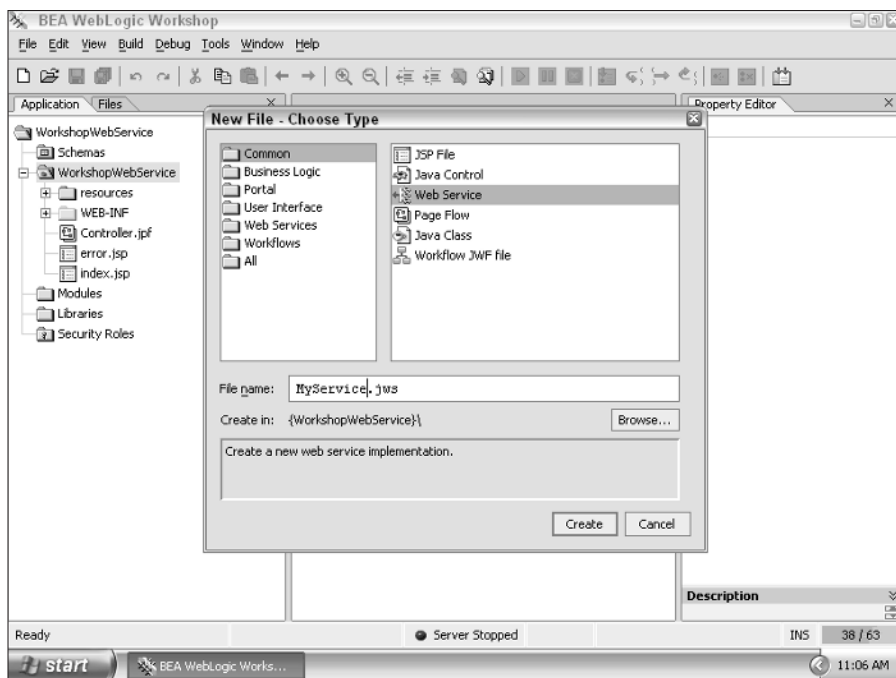 BEA WebLogic Workshop
File Edit View Build Debug Tools Window Help
Application Files
Property Editor
WorkshopWebService
Schemas
WorkshopWebService
resources
WEB-INF
Controller.jpf
error.jsp
index.jsp
Modules
Libraries
Security Roles
New File - Choose Type
Common
Business Logic
Portal
User Interface
Web Services
Workflows
All
JSP File
Java Control
Web Service
Page Flow
Java Class
Workflow JWF file
File name: MyService.jws
Create in: {WorkshopWebService}\
Browse...
Create a new web service implementation.
Create Cancel
Description
Ready Server Stopped INS 38 / 63
start BEA WebLogic Works... 11:06 AM